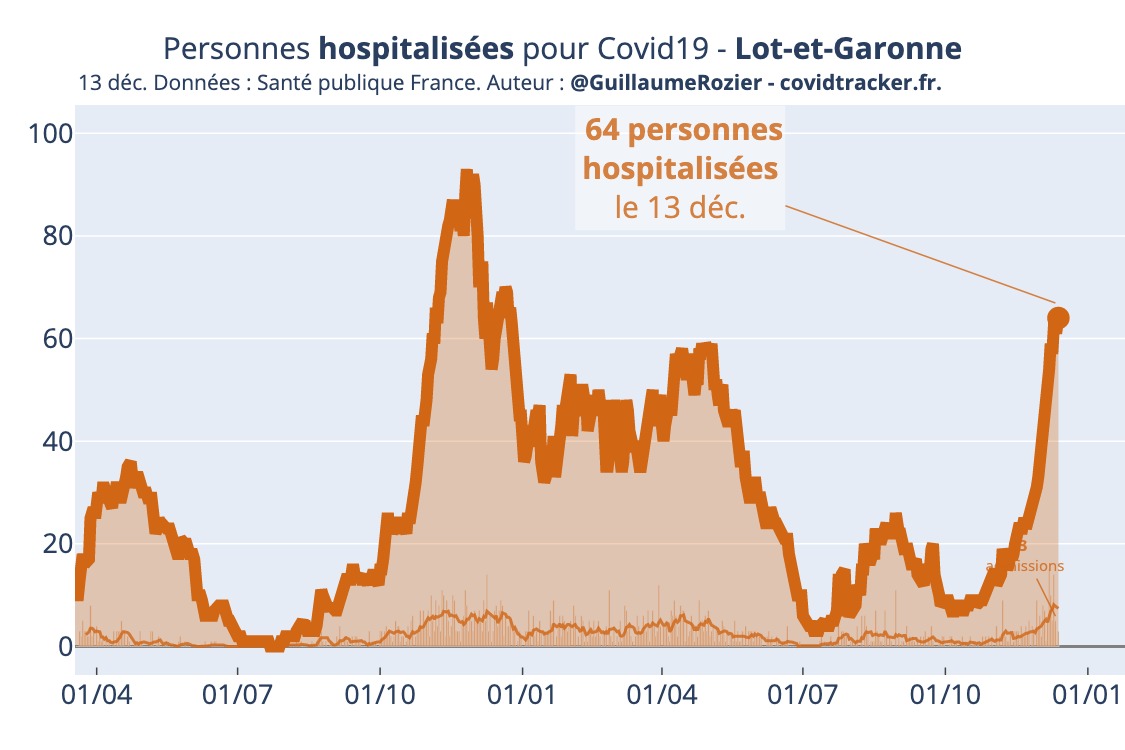 Personnes hospitalisées pour Covid19 - Lot-et-Garonne
13 déc. Données : Santé publique France. Auteur : @GuillaumeRozier - covidtracker.fr.
64 personnes
hospitalisées
le 13 déc.
100
80
60
40
20
0
8
admissions
01/04
01/07
01/10
01/01
01/04
01/07
01/10
01/01